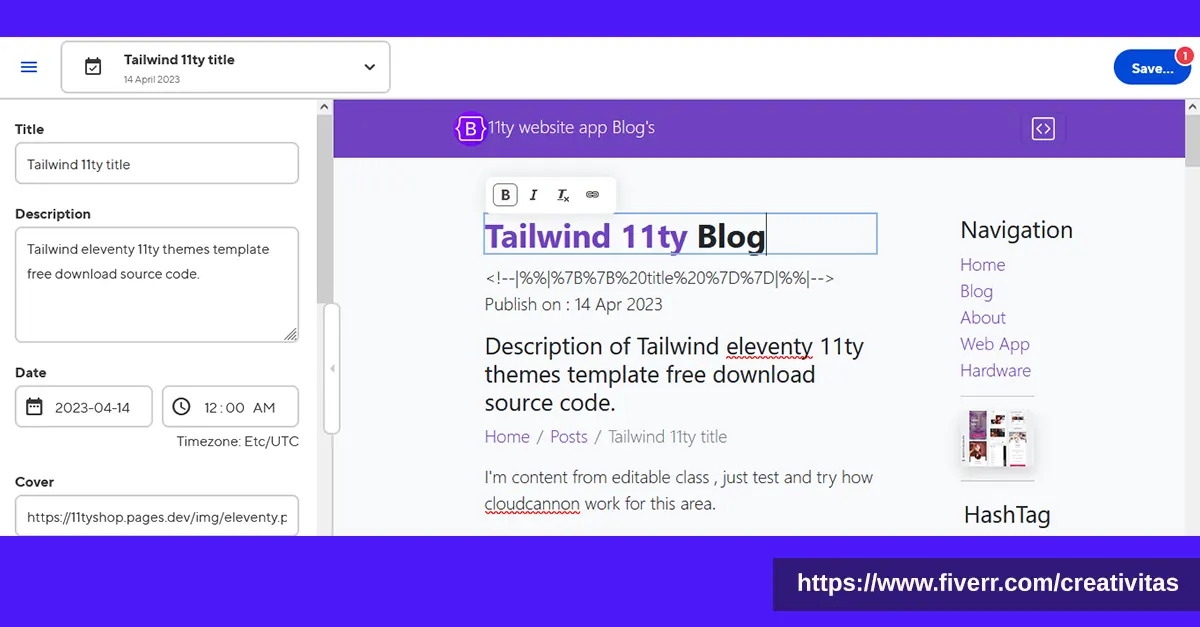 Tailwind 11ty title
14 April 2023
Save...
1
Title
Tailwind 11ty title
Description
Tailwind eleventy 11ty themes template
free download source code.
Date
2023-04-14
12:00 AM
Timezone: Etc/UTC
Cover
https://11tyshop.pages.dev/img/eleventy.p
B
11ty website app Blog's
B I Tx
Tailwind 11ty Blog
<!--|%%|%7B%7B%20title%20%7D%7D|%%|-->
Publish on : 14 Apr 2023
Description of Tailwind eleventy 11ty
themes template free download
source code.
Home / Posts / Tailwind 11ty title
I'm content from editable class , just test and try how
cloudcannon work for this area.
Navigation
Home
Blog
About
Web App
Hardware
HashTag
https://www.fiverr.com/creativitas